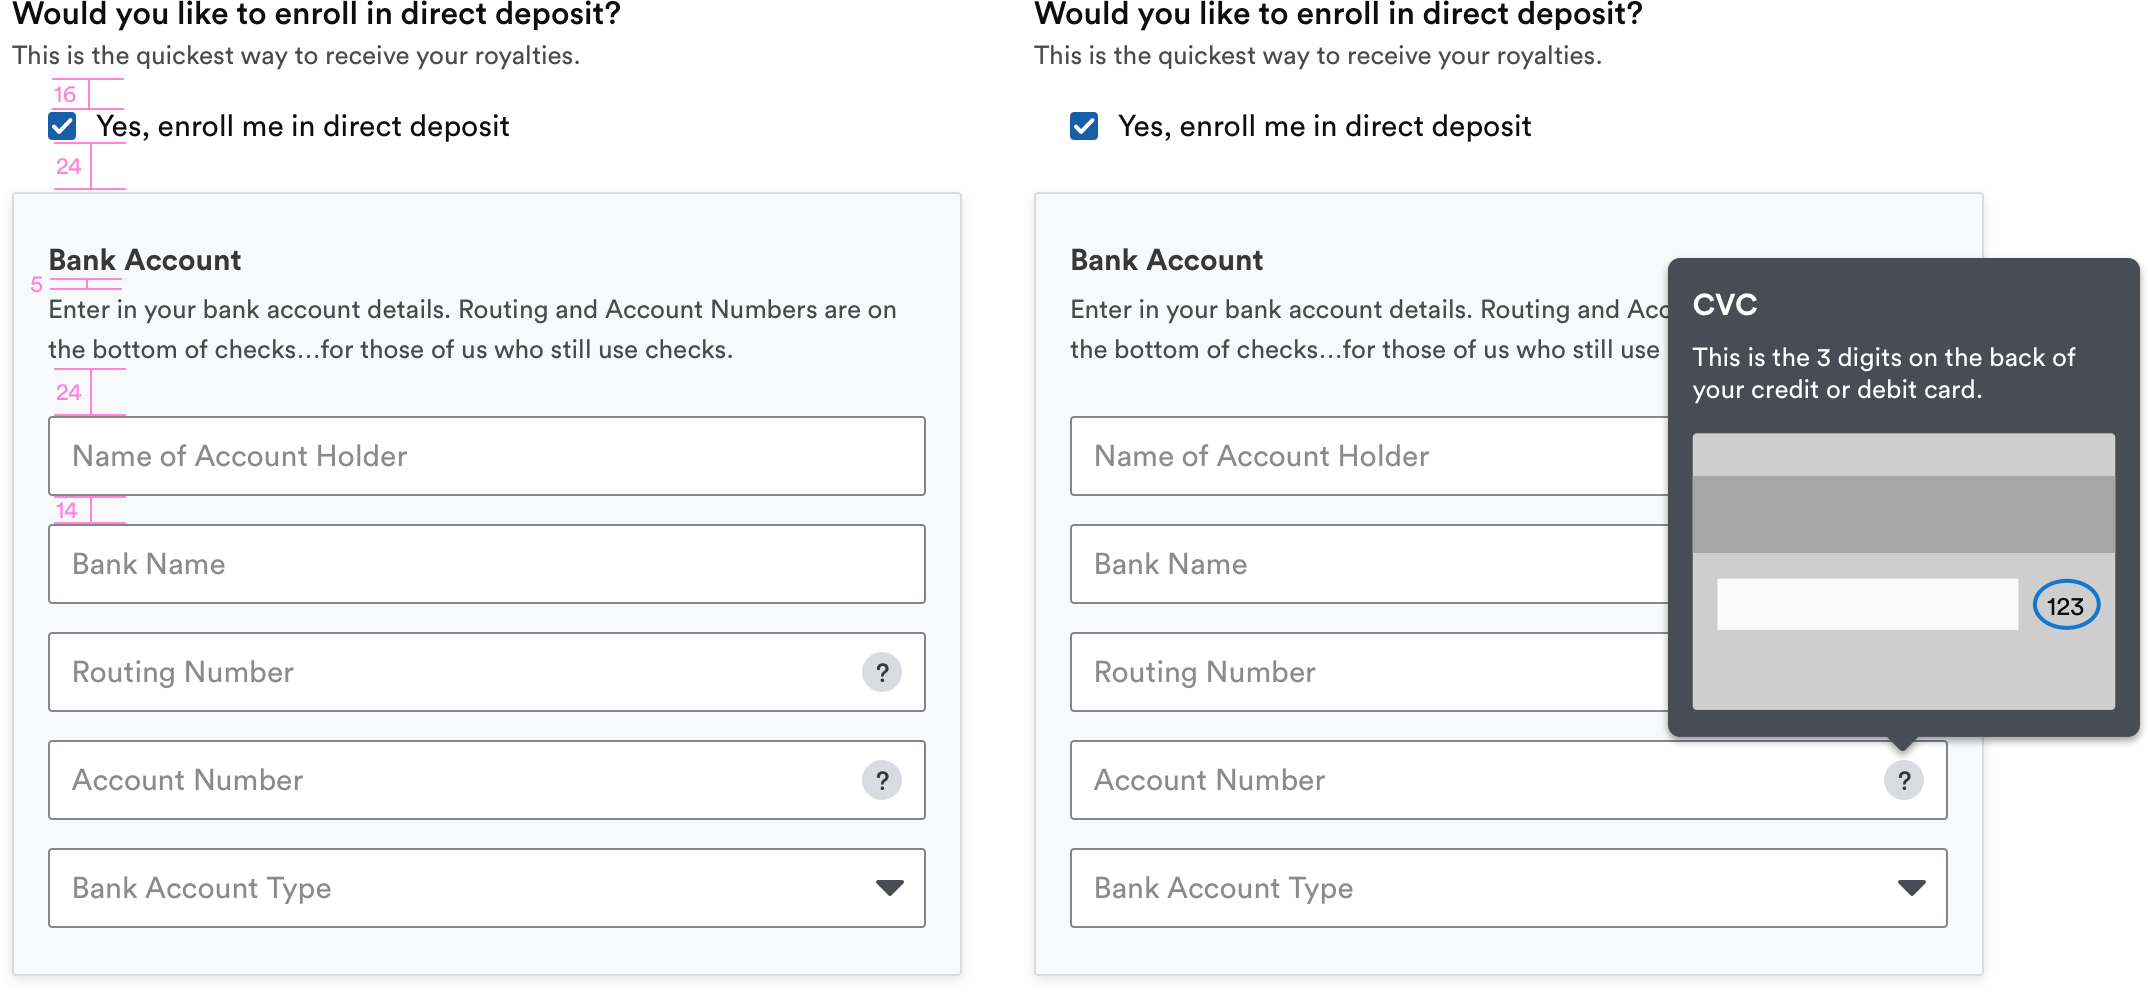 Would you like to enroll in direct deposit?
This is the quickest way to receive your royalties.
16
Yes, enroll me in direct deposit
24
Bank Account
5
Enter in your bank account details. Routing and Account Numbers are on
the bottom of checks...for those of us who still use checks.
24
Name of Account Holder
14
Bank Name
Routing Number ?
Account Number ?
Bank Account Type
Would you like to enroll in direct deposit?
This is the quickest way to receive your royalties.
Yes, enroll me in direct deposit
Bank Account
Enter in your bank account details. Routing and Acc
the bottom of checks...for those of us who still use
Name of Account Holder
Bank Name
Routing Number
Account Number ?
Bank Account Type
CVC
This is the 3 digits on the back of
your credit or debit card.
123